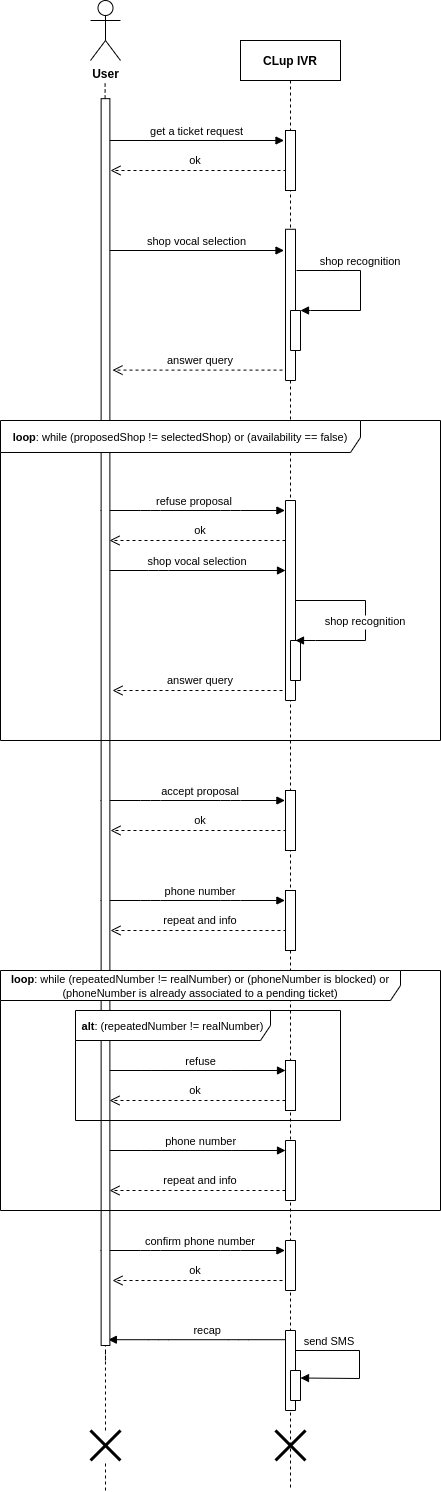 User
CLup IVR
get a ticket request
ok
shop vocal selection
shop recognition
answer query
loop: while (proposedShop != selectedShop) or (availability == false)
refuse proposal
ok
shop vocal selection
shop recognition
answer query
accept proposal
ok
phone number
repeat and info
loop: while (repeatedNumber != realNumber) or (phoneNumber is blocked) or
(phoneNumber is already associated to a pending ticket)
alt: (repeatedNumber != realNumber)
refuse
ok
phone number
repeat and info
confirm phone number
ok
recap
send SMS